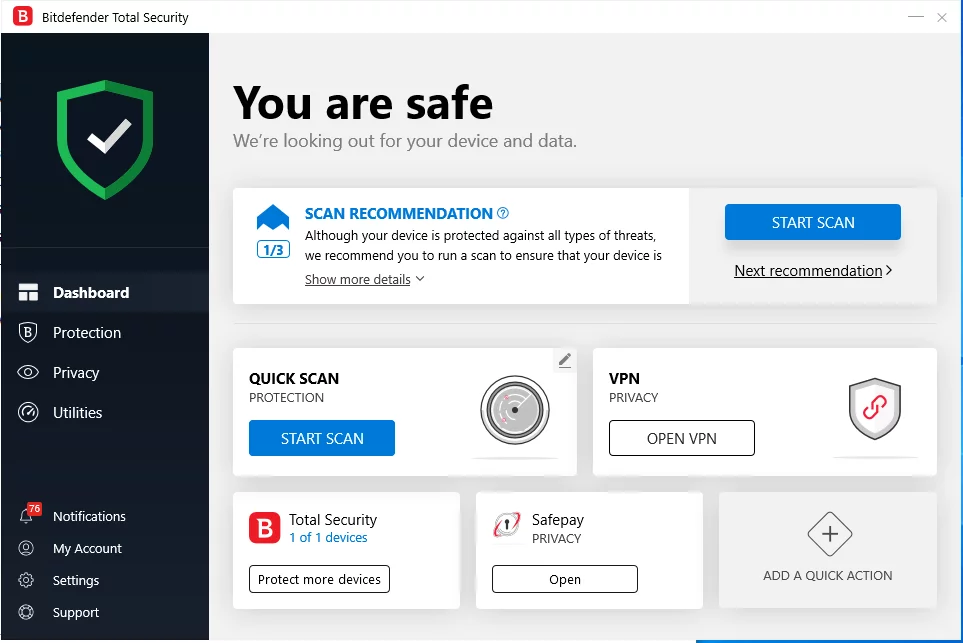 B Bitdefender Total Security
You are safe
We're looking out for your device and data.
SCAN RECOMMENDATION ?
Although your device is protected against all types of threats,
1/3
we recommend you to run a scan to ensure that your device is
Show more details
START SCAN
Next recommendation
Dashboard
B Protection
Privacy
Utilities
76
Notifications
My Account
Settings
Support
QUICK SCAN
PROTECTION
START SCAN
VPN
PRIVACY
OPEN VPN
B Total Security
1 of 1 devices
Protect more devices
Safepay
PRIVACY
Open
ADD A QUICK ACTION